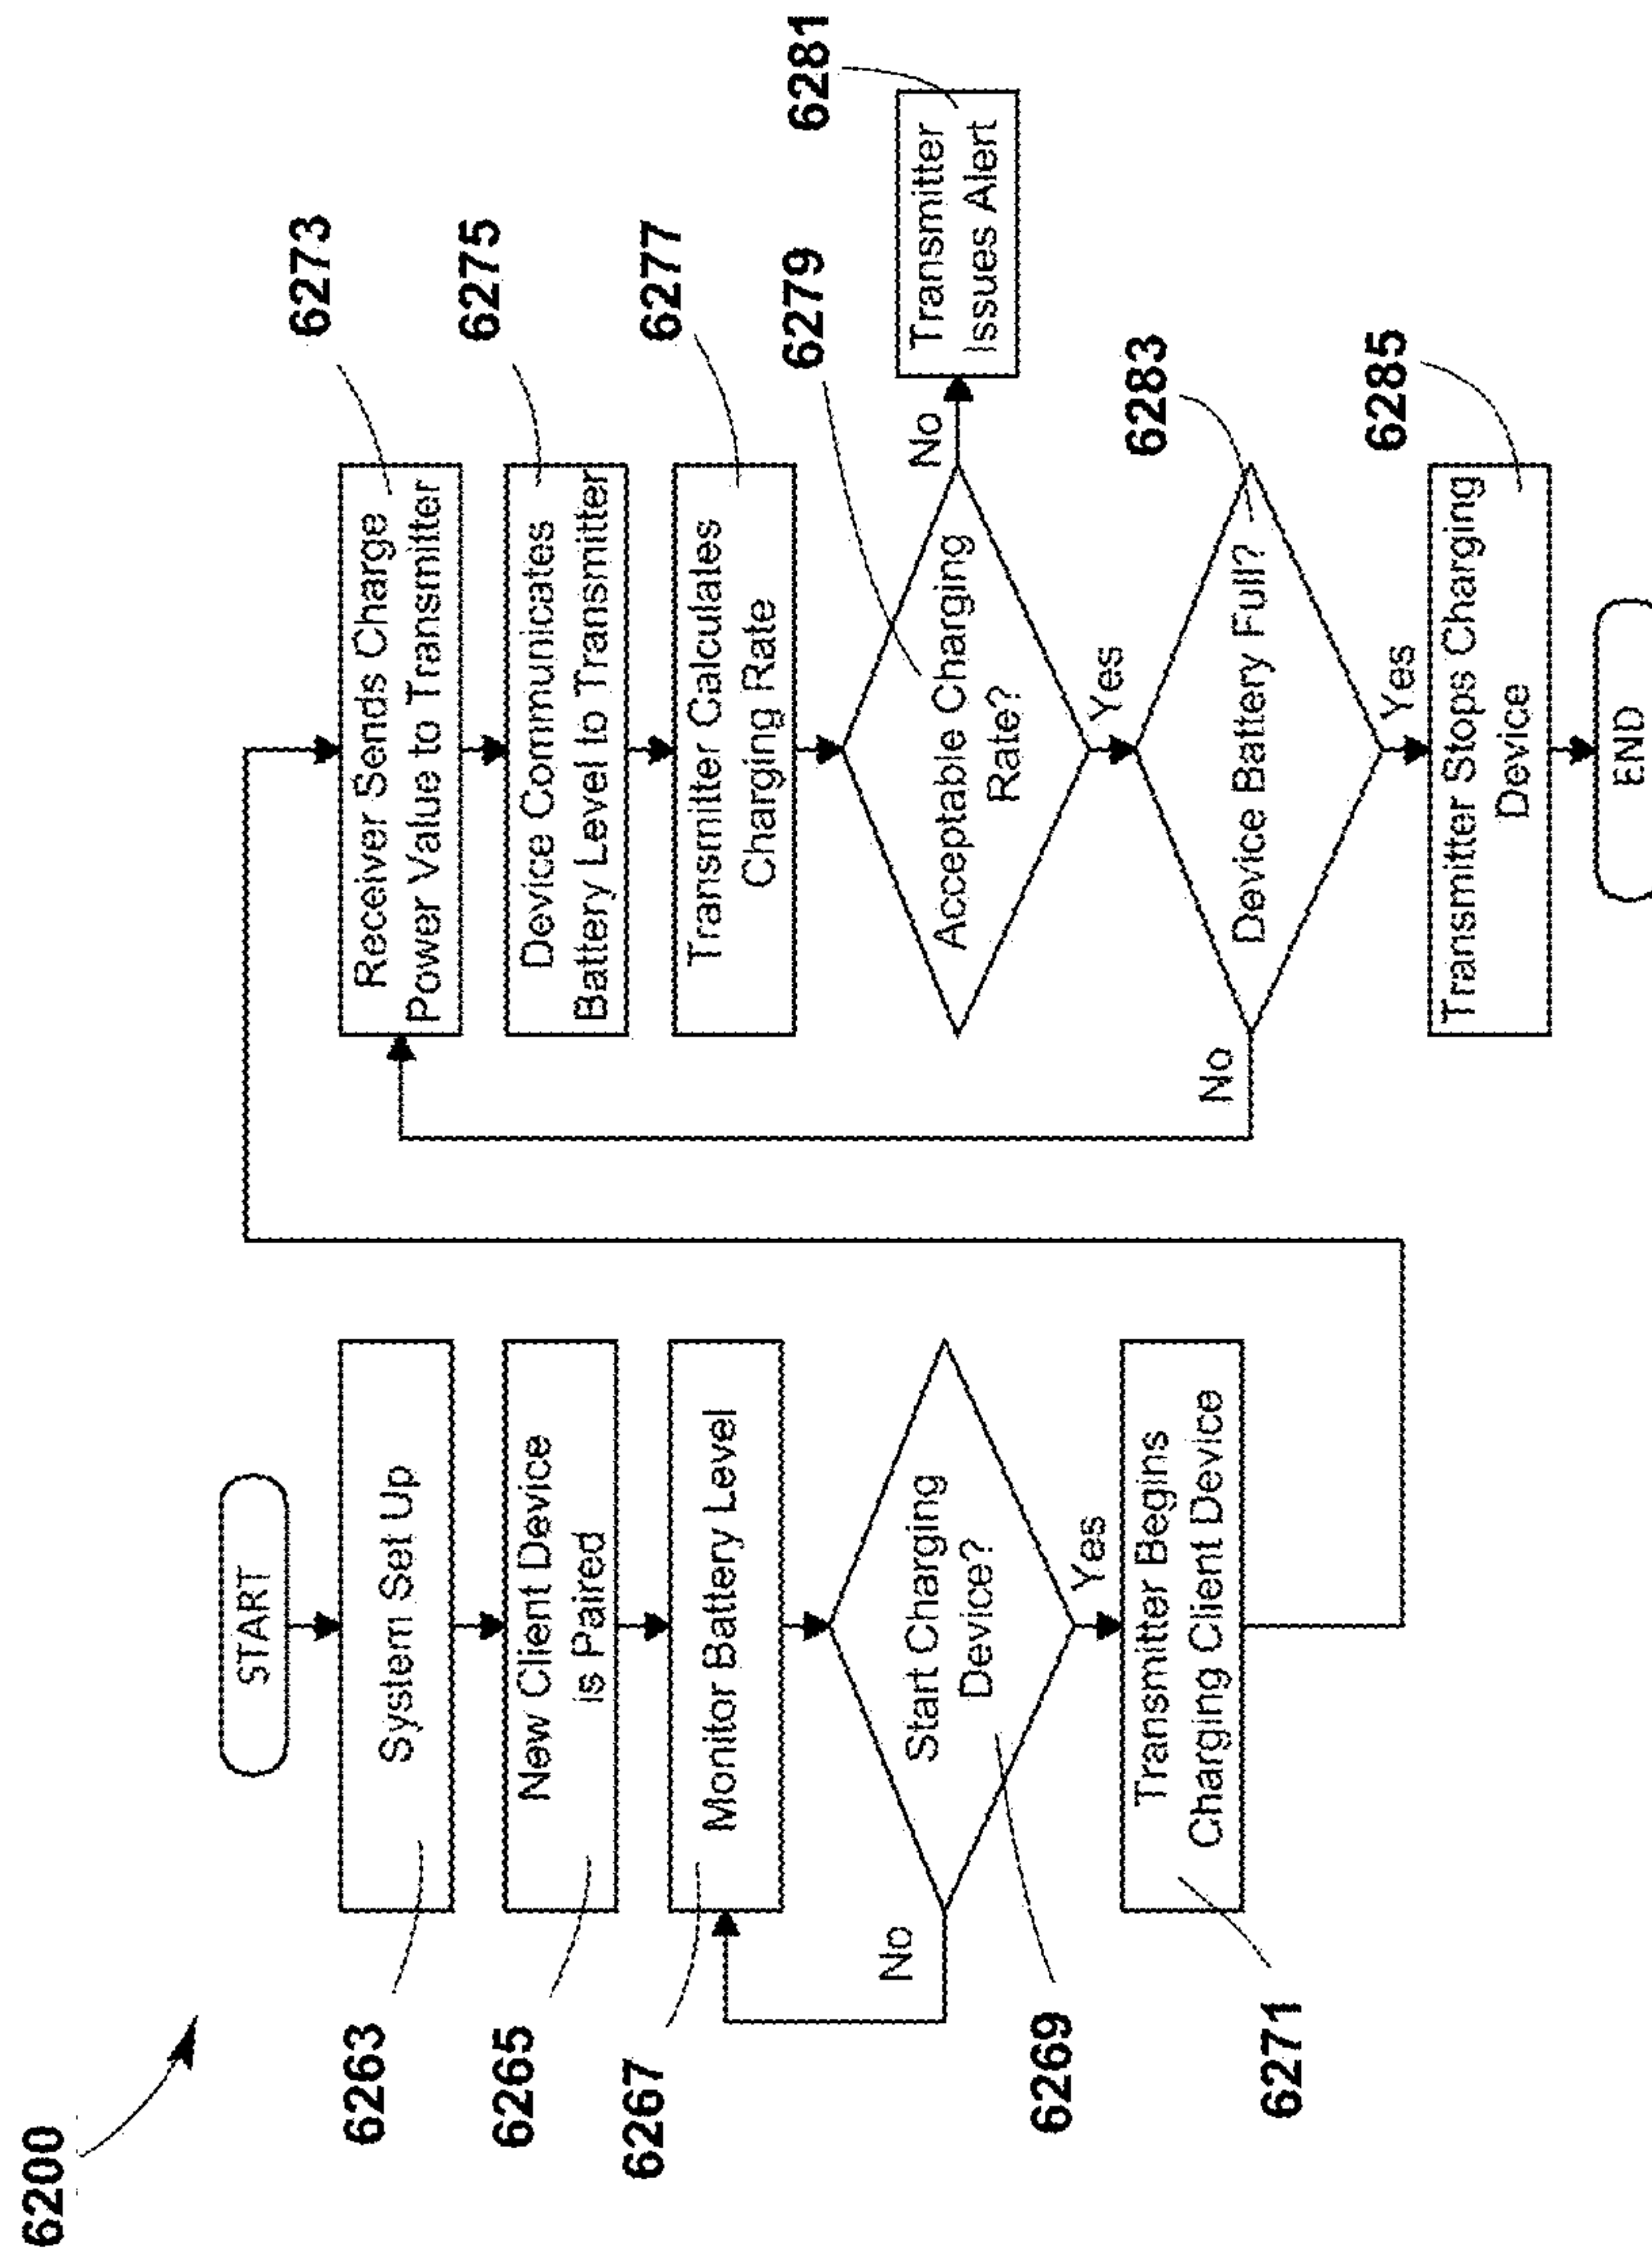 6200
START
6263
System Set Up
6265
New Client Device
is Paired
6267
Monitor Battery Level
6269
Start Charging
Device?
No
Yes
6271
Transmitter Begins
Charging Client Device
6273
Receiver Sends Charge
Power Value to Transmitter
6275
Device Communicates
Battery Level to Transmitter
6277
Transmitter Calculates
Charging Rate
6279
Acceptable Charging
Rate?
No
6281
Transmitter
Issues Alert
Yes
6283
Device Battery Full?
No
Yes
6285
Transmitter Stops Charging
Device
END